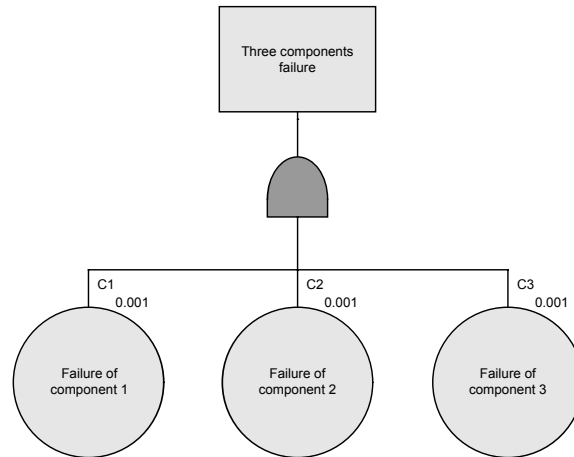 Three components
failure
C1
C2
C3
0.001
0.001
0.001
Failure of
component 1
Failure of
component 2
Failure of
component 3